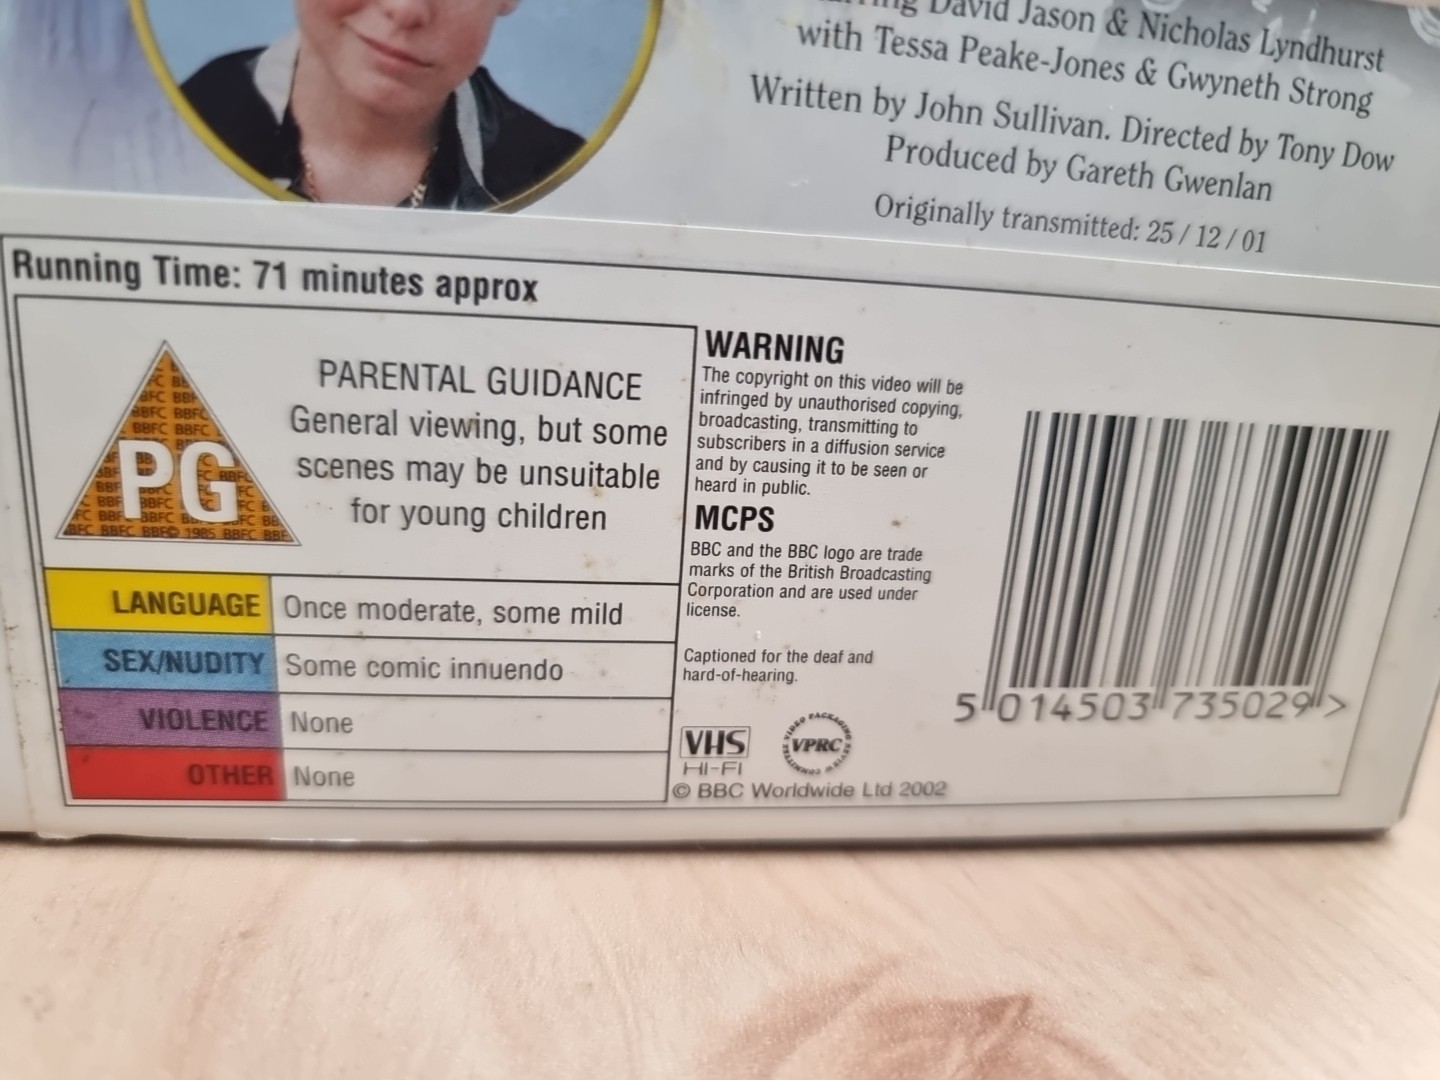 David Jason & Nicholas Lyndhurst
with Tessa Peake-Jones & Gwyneth Strong
Written by John Sullivan. Directed by Tony Dow
Produced by Gareth Gwenlan
Originally transmitted: 25 / 12 / 01
Running Time: 71 minutes approx
PG
PARENTAL GUIDANCE
General viewing, but some
scenes may be unsuitable
for young children
LANGUAGE Once moderate, some mild
SEX/NUDITY Some comic innuendo
VIOLENCE None
OTHER None
WARNING
The copyright on this video will be
infringed by unauthorised copying,
broadcasting, transmitting to
subscribers in a diffusion service
and by causing it to be seen or
heard in public.
MCPS
BBC and the BBC logo are trade
marks of the British Broadcasting
Corporation and are used under
license.
Captioned for the deaf and
hard-of-hearing.
VHS
HI-FI
VPRC
© BBC Worldwide Ltd 2002
5 014503 735029 >